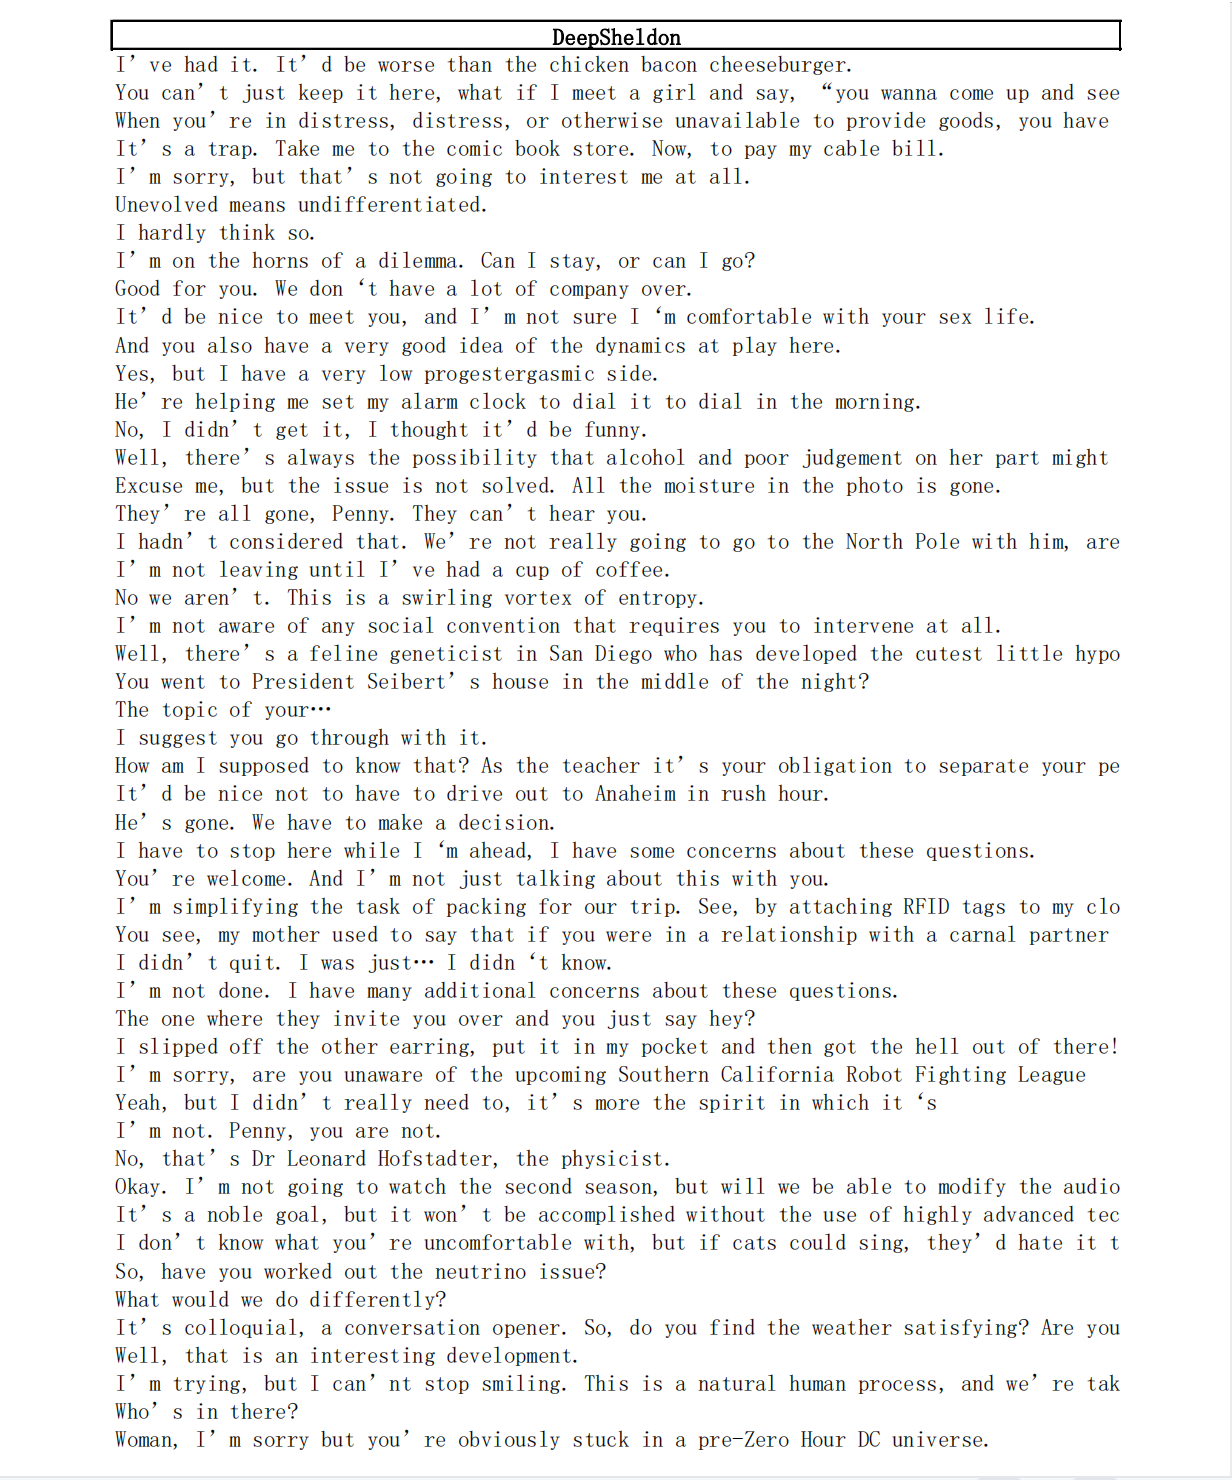 DeepSheldon
I’ve had it. It’d be worse than the chicken bacon cheeseburger.
You can’t just keep it here, what if I meet a girl and say, “you wanna come up and see
When you’re in distress, distress, or otherwise unavailable to provide goods, you have
It’s a trap. Take me to the comic book store. Now, to pay my cable bill.
I’m sorry, but that’s not going to interest me at all.
Unevolved means undifferentiated.
I hardly think so.
I’m on the horns of a dilemma. Can I stay, or can I go?
Good for you. We don ‘t have a lot of company over.
It’d be nice to meet you, and I’m not sure I ‘m comfortable with your sex life.
And you also have a very good idea of the dynamics at play here.
Yes, but I have a very low progestergasmic side.
He’re helping me set my alarm clock to dial it to dial in the morning.
No, I didn’t get it, I thought it’d be funny.
Well, there’s always the possibility that alcohol and poor judgement on her part might
Excuse me, but the issue is not solved. All the moisture in the photo is gone.
They’re all gone, Penny. They can’t hear you.
I hadn’t considered that. We’re not really going to go to the North Pole with him, are
I’m not leaving until I’ve had a cup of coffee.
No we aren’t. This is a swirling vortex of entropy.
I’m not aware of any social convention that requires you to intervene at all.
Well, there’s a feline geneticist in San Diego who has developed the cutest little hypo
You went to President Seibert’s house in the middle of the night?
The topic of your…
I suggest you go through with it.
How am I supposed to know that? As the teacher it’s your obligation to separate your pe
It’d be nice not to have to drive out to Anaheim in rush hour.
He’s gone. We have to make a decision.
I have to stop here while I ‘m ahead, I have some concerns about these questions.
You’re welcome. And I’m not just talking about this with you.
I’m simplifying the task of packing for our trip. See, by attaching RFID tags to my clo
You see, my mother used to say that if you were in a relationship with a carnal partner
I didn’t quit. I was just… I didn ‘t know.
I’m not done. I have many additional concerns about these questions.
The one where they invite you over and you just say hey?
I slipped off the other earring, put it in my pocket and then got the hell out of there!
I’m sorry, are you unaware of the upcoming Southern California Robot Fighting League
Yeah, but I didn’t really need to, it’s more the spirit in which it ‘s
I’m not. Penny, you are not.
No, that’s Dr Leonard Hofstadter, the physicist.
Okay. I’m not going to watch the second season, but will we be able to modify the audio
It’s a noble goal, but it won’t be accomplished without the use of highly advanced tec
I don’t know what you’re uncomfortable with, but if cats could sing, they’d hate it t
So, have you worked out the neutrino issue?
What would we do differently?
It’s colloquial, a conversation opener. So, do you find the weather satisfying? Are you
Well, that is an interesting development.
I’m trying, but I can’nt stop smiling. This is a natural human process, and we’re tak
Who’s in there?
Woman, I’m sorry but you’re obviously stuck in a pre-Zero Hour DC universe.